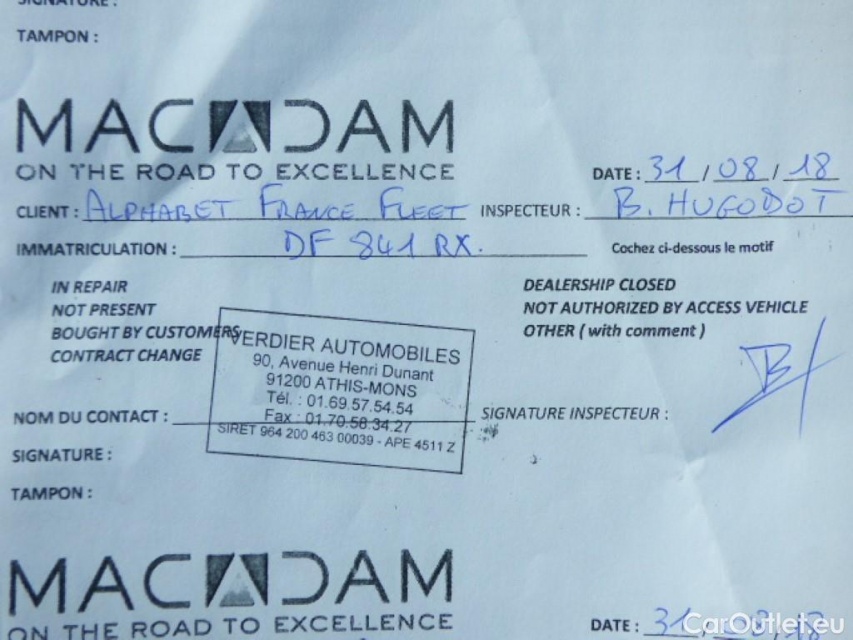 SIGNATURE :
TAMPON :
MACADAM
ON THE ROAD TO EXCELLENCE
DATE : 31 / 08 / 18
CLIENT : ALPHABET FRANCE FLEET INSPECTEUR : B. HUGODOT
IMMATRICULATION : DF 841 RX. Cochez ci-dessous le motif
IN REPAIR DEALERSHIP CLOSED
NOT PRESENT NOT AUTHORIZED BY ACCESS VEHICLE
BOUGHT BY CUSTOMERS OTHER ( with comment )
CONTRACT CHANGE
VERDIER AUTOMOBILES
90, Avenue Henri Dunant
91200 ATHIS-MONS
Tél. : 01.69.57.54.54
Fax : 01.70.58.34.27
SIRET 964 200 463 00039 - APE 4511 Z
NOM DU CONTACT : SIGNATURE INSPECTEUR :
SIGNATURE :
TAMPON :
MACADAM
ON THE ROAD TO EXCELLENCE
DATE : 31
CarOutlet.eu